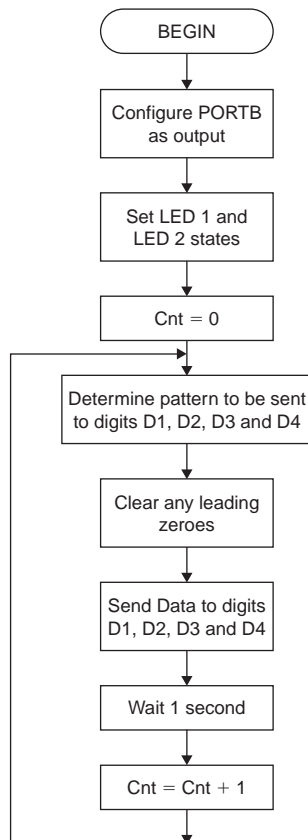 BEGIN
Configure PORTB
as output
Set LED 1 and
LED 2 states
Cnt = 0
Determine pattern to be sent
to digits D1, D2, D3 and D4
Clear any leading
zeroes
Send Data to digits
D1, D2, D3 and D4
Wait 1 second
Cnt = Cnt + 1